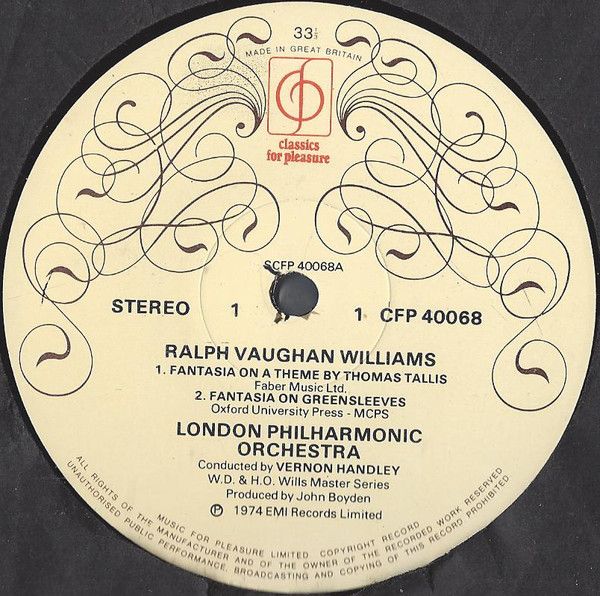 33⅓
MADE IN GREAT BRITAIN
classics
for pleasure
SCFP 40068A
STEREO 1 1 CFP 40068
RALPH VAUGHAN WILLIAMS
1. FANTASIA ON A THEME BY THOMAS TALLIS
Faber Music Ltd.
2. FANTASIA ON GREENSLEEVES
Oxford University Press - MCPS
LONDON PHILHARMONIC
ORCHESTRA
Conducted by VERNON HANDLEY
W.D. & H.O. Wills Master Series
Produced by John Boyden
Ⓟ 1974 EMI Records Limited
MUSIC FOR PLEASURE LIMITED COPYRIGHT RECORD
ALL RIGHTS OF THE MANUFACTURER AND OF THE OWNER OF THE RECORDED WORK RESERVED
UNAUTHORISED PUBLIC PERFORMANCE, BROADCASTING AND COPYING OF THIS RECORD PROHIBITED